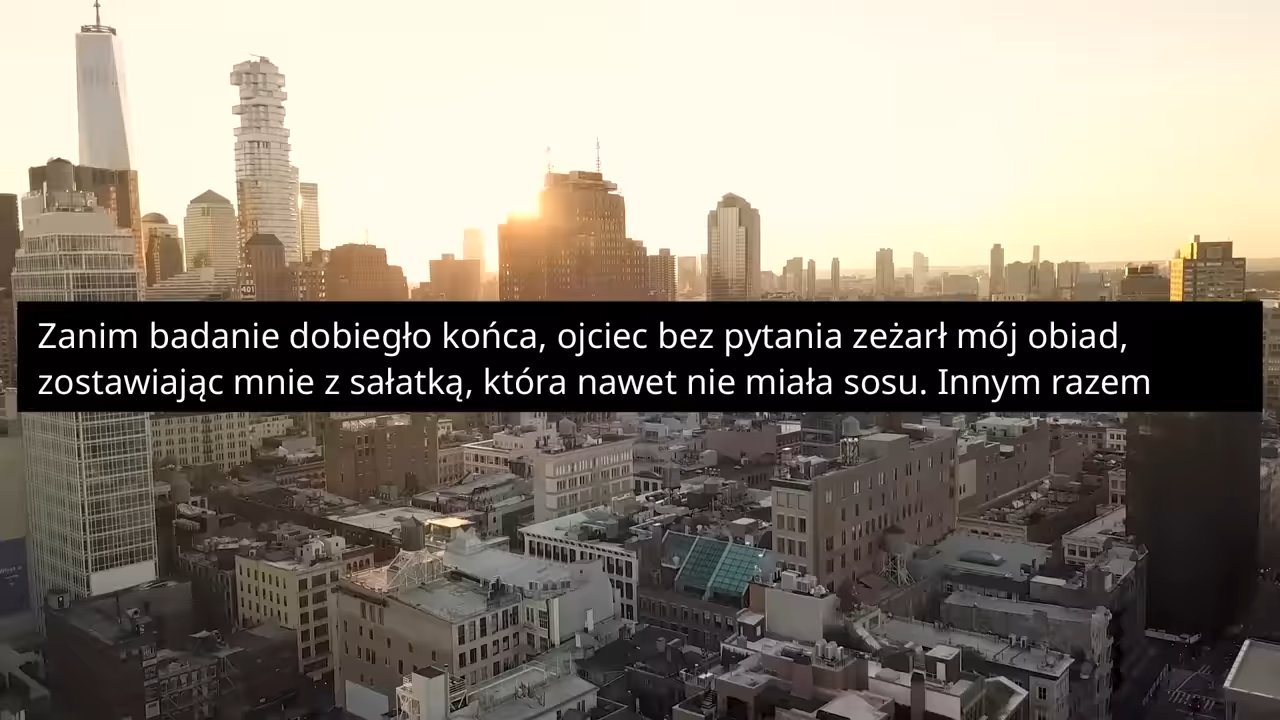 401
Zanim badanie dobiegło końca, ojciec bez pytania zeżarł mój obiad,
zostawiając mnie z sałatką, która nawet nie miała sosu. Innym razem